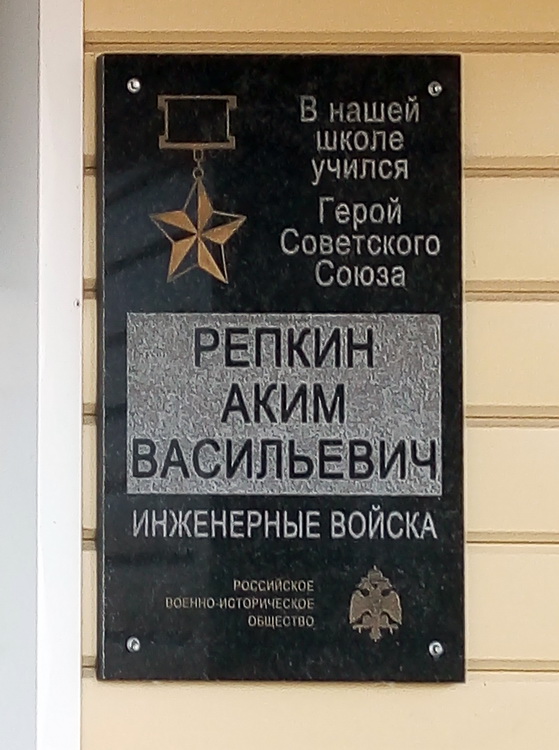 В нашей
школе
учился
Герой
Советского
Союза
РЕПКИН
АКИМ
ВАСИЛЬЕВИЧ
ИНЖЕНЕРНЫЕ ВОЙСКА
РОССИЙСКОЕ
ВОЕННО-ИСТОРИЧЕСКОЕ
ОБЩЕСТВО